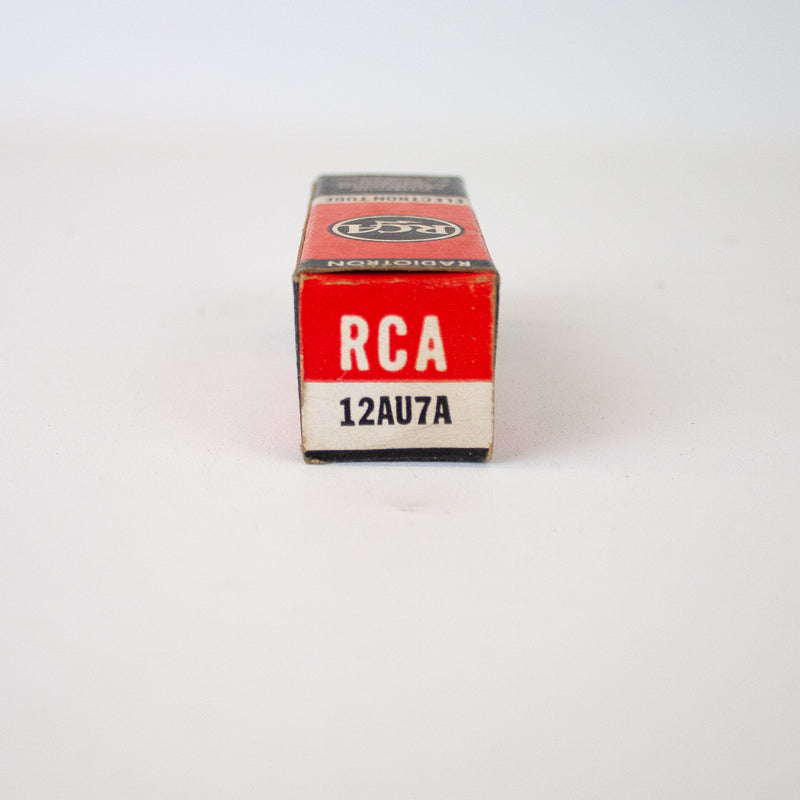 ELECTRON TUBE
RCA
RADIOTRON
RCA
12AU7A